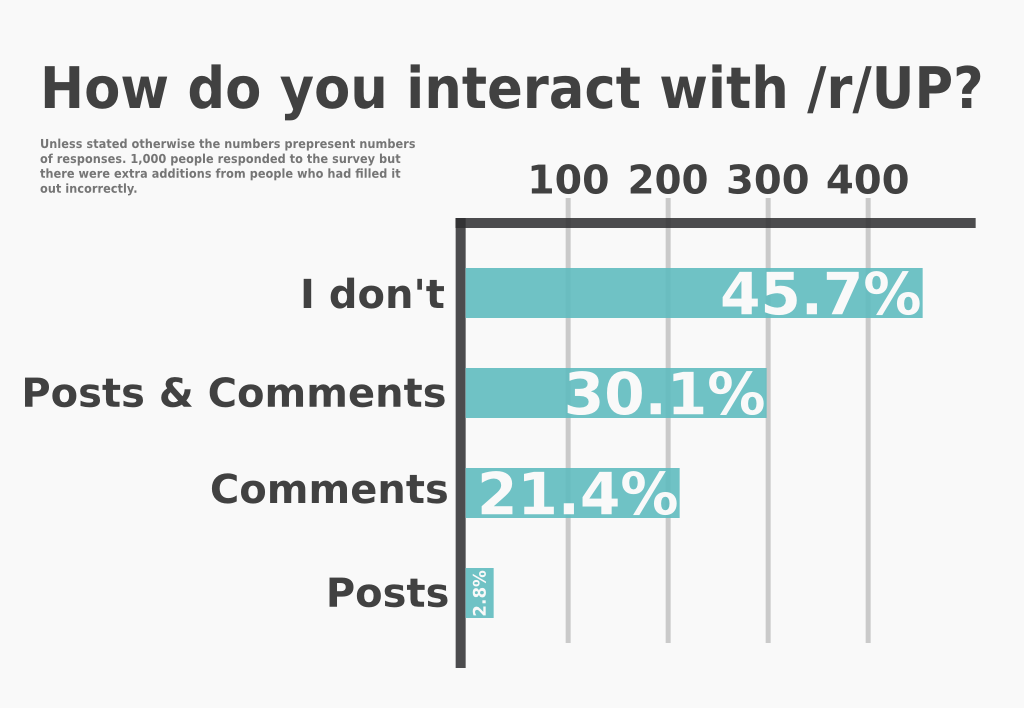 How do you interact with /r/UP?
Unless stated otherwise the numbers prepresent numbers
of responses. 1,000 people responded to the survey but
there were extra additions from people who had filled it
out incorrectly.
100 200 300 400
I don't 45.7%
Posts & Comments 30.1%
Comments 21.4%
Posts 2.8%